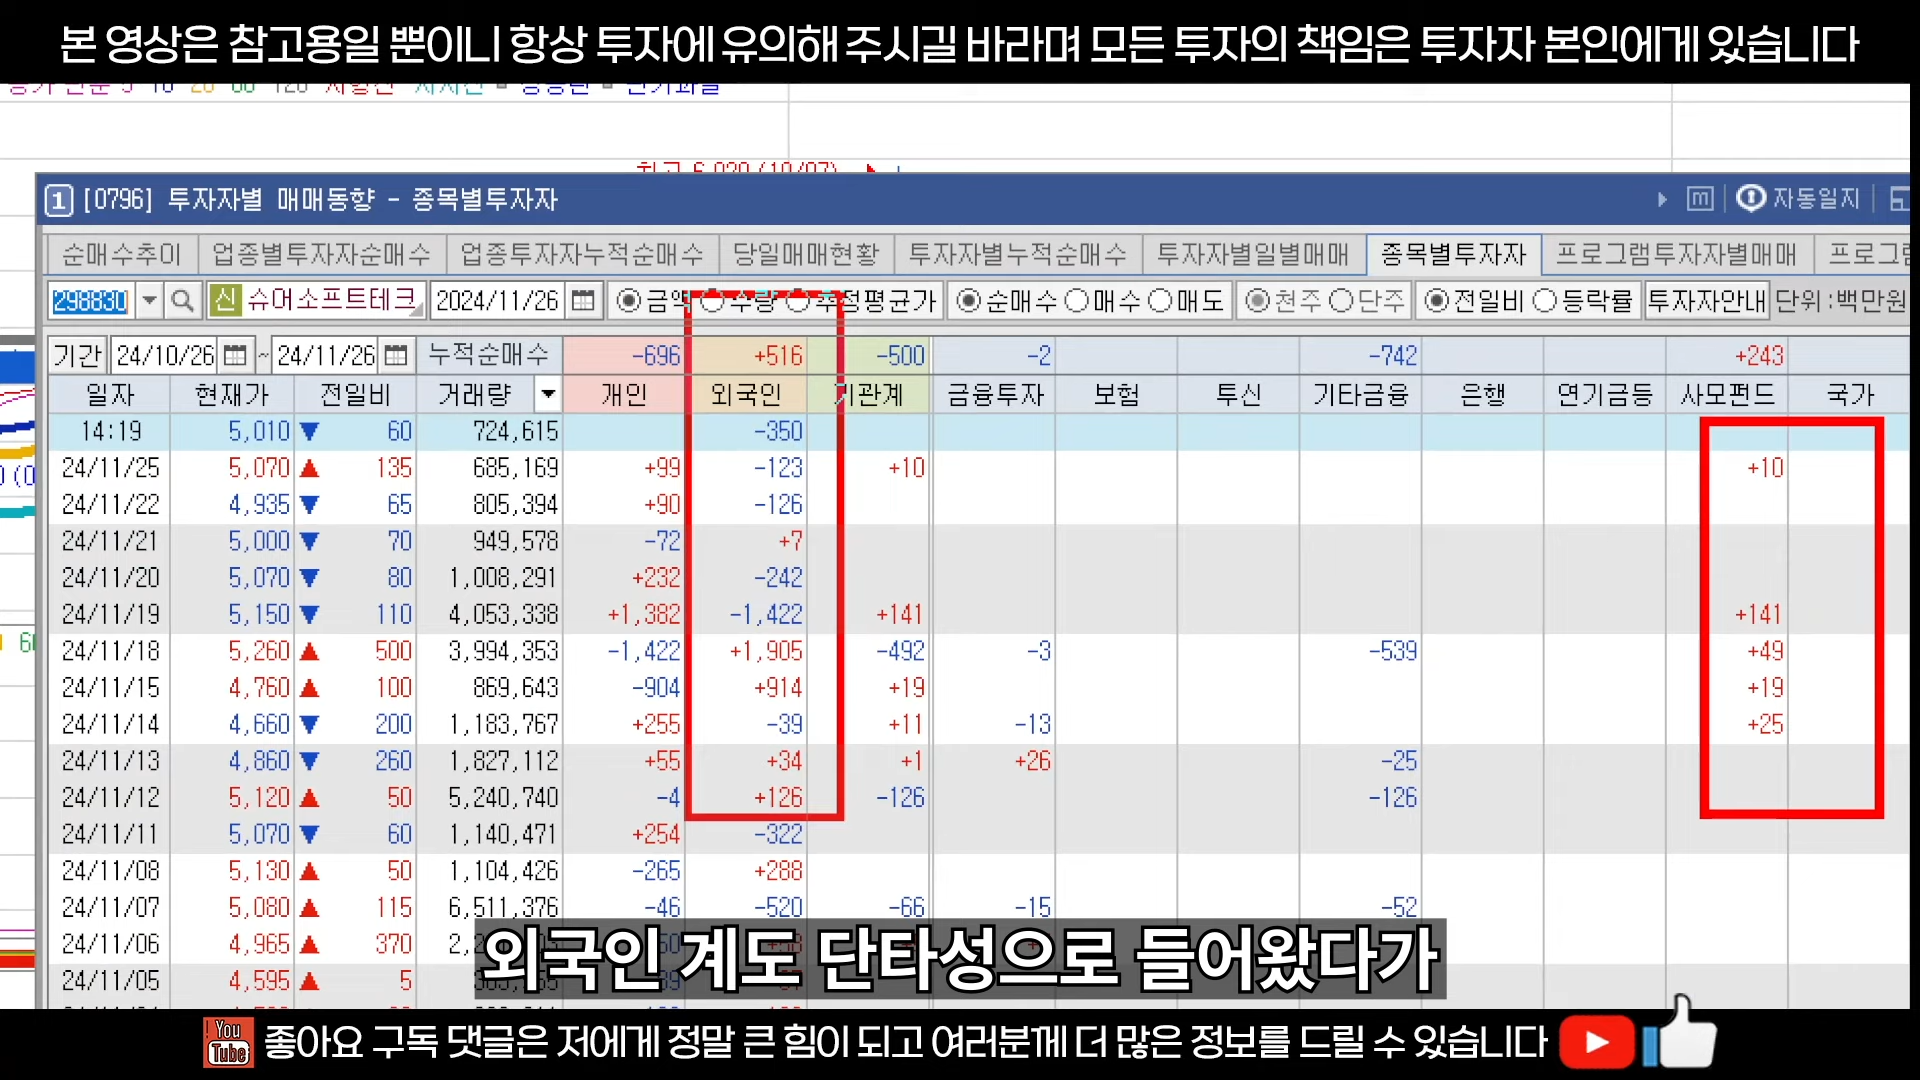 본 영상은 참고용일 뿐이니 항상 투자에 유의해 주시길 바라며 모든 투자의 책임은 투자자 본인에게 있습니다
1 [0796] 투자자별 매매동향 - 종목별투자자 m 자동일지
순매수추이 업종별투자자순매수 업종투자자누적순매수 당일매매현황 투자자별누적순매수 투자자별일별매매 종목별투자자 프로그램투자자별매매 프로그
298830 신 슈어소프트테크 2024/11/26 금액 수량 추정평균가 순매수 매수 매도 천주 단주 전일비 등락률 투자자안내 단위:백만원
기간 24/10/26 ~ 24/11/26 누적순매수 -696 +516 -500 -2 -742 +243
일자 현재가 전일비 거래량 개인 외국인 기관계 금융투자 보험 투신 기타금융 은행 연기금등 사모펀드 국가
14:19 5,010 ▼ 60 724,615 -350
24/11/25 5,070 ▲ 135 685,169 +99 -123 +10 +10
24/11/22 4,935 ▼ 65 805,394 +90 -126
24/11/21 5,000 ▼ 70 949,578 -72 +7
24/11/20 5,070 ▼ 80 1,008,291 +232 -242
24/11/19 5,150 ▼ 110 4,053,338 +1,382 -1,422 +141 +141
24/11/18 5,260 ▲ 500 3,994,353 -1,422 +1,905 -492 -3 -539 +49
24/11/15 4,760 ▲ 100 869,643 -904 +914 +19 +19
24/11/14 4,660 ▼ 200 1,183,767 +255 -39 +11 -13 +25
24/11/13 4,860 ▼ 260 1,827,112 +55 +34 +1 +26 -25
24/11/12 5,120 ▲ 50 5,240,740 -4 +126 -126 -126
24/11/11 5,070 ▼ 60 1,140,471 +254 -322
24/11/08 5,130 ▲ 50 1,104,426 -265 +288
24/11/07 5,080 ▲ 115 6,511,376 -46 -520 -66 -15 -52
24/11/06 4,965 ▲ 370
24/11/05 4,595 ▲ 5
외국인 계도 단타성으로 들어왔다가
You Tube 좋아요 구독 댓글은 저에게 정말 큰 힘이 되고 여러분께 더 많은 정보를 드릴 수 있습니다